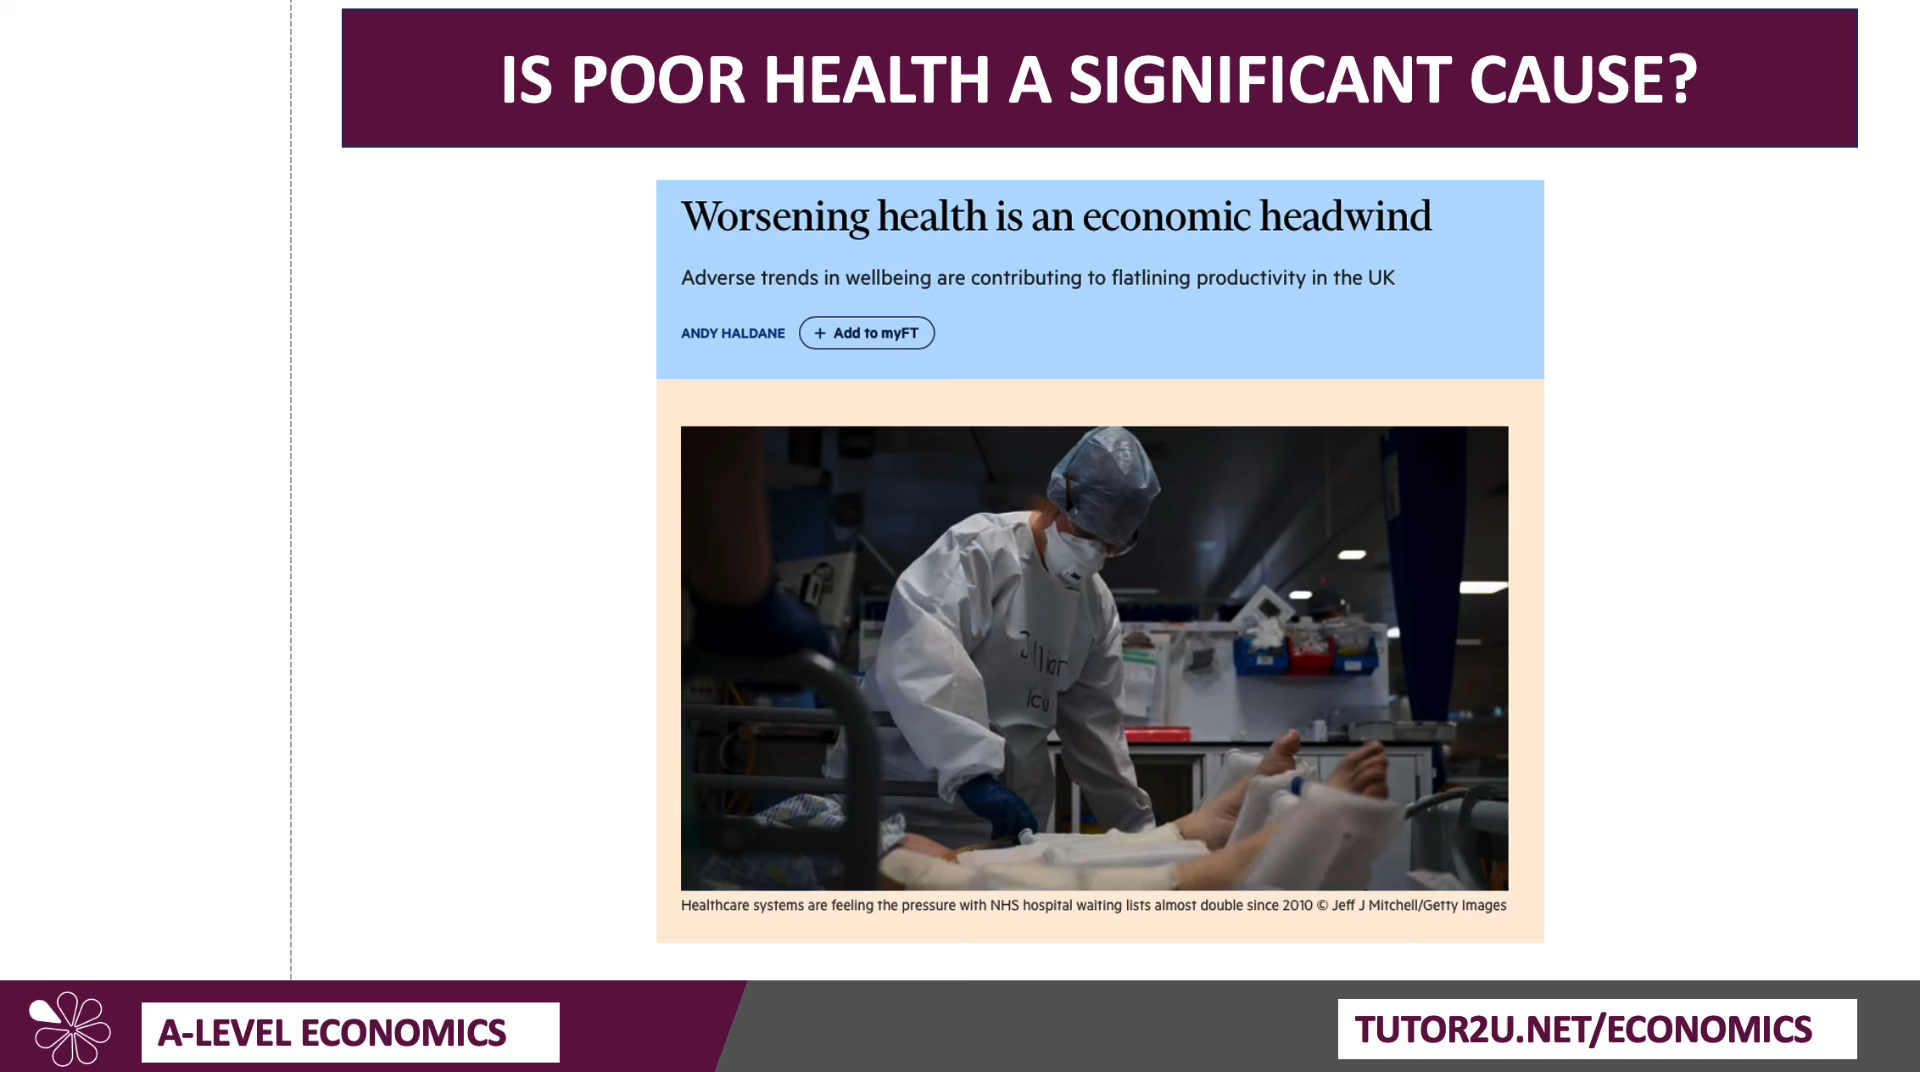 IS POOR HEALTH A SIGNIFICANT CAUSE?
Worsening health is an economic headwind
Adverse trends in wellbeing are contributing to flatlining productivity in the UK
ANDY HALDANE + Add to myFT
Icu
Healthcare systems are feeling the pressure with NHS hospital waiting lists almost double since 2010 © Jeff J Mitchell/Getty Images
A-LEVEL ECONOMICS
TUTOR2U.NET/ECONOMICS